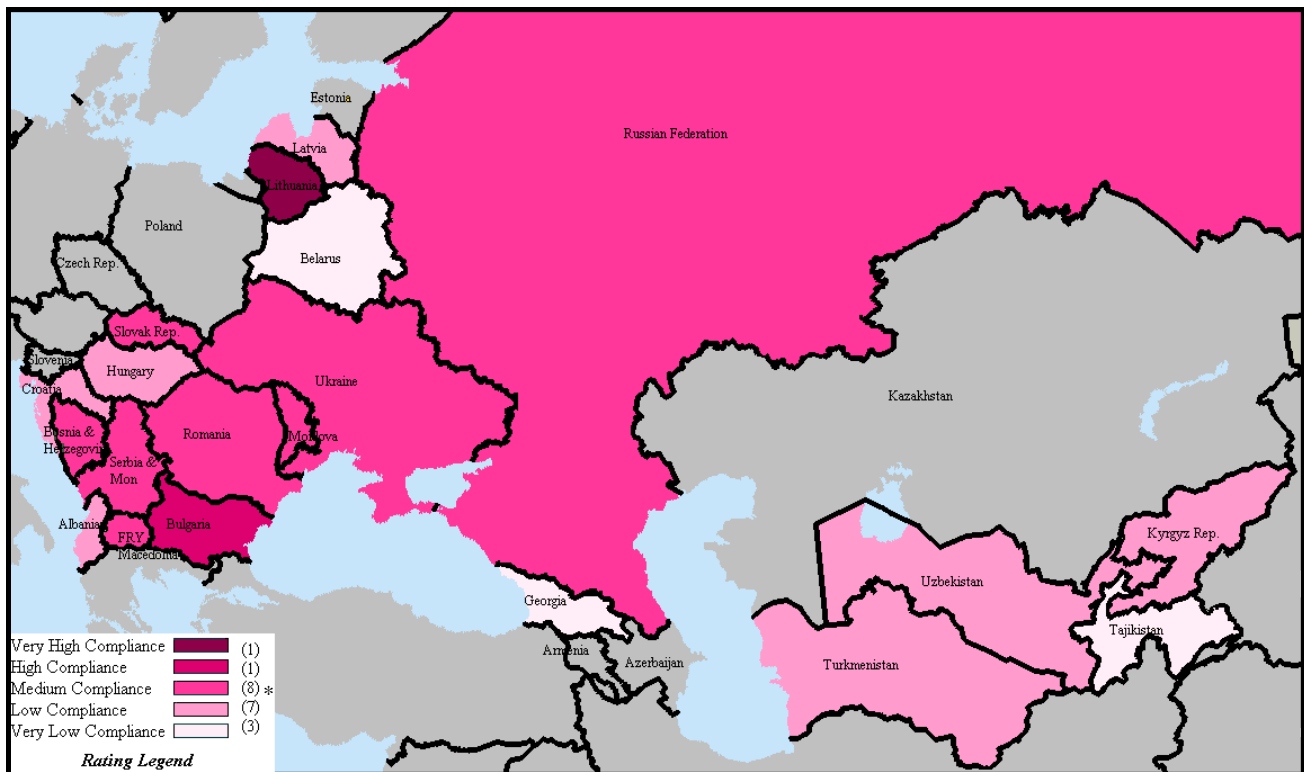 Estonia
Russian Federation
Latvia
Lithuania
Poland
Belarus
Czech Rep.
Slovak Rep.
Slovenia
Hungary
Ukraine
Croatia
Kazakhstan
Bosnia &
Herzegovin
Romania
Moldova
Serbia &
Mon
Albania
Bulgaria
FRY
Macedonia
Kyrgyz Rep.
Uzbekistan
Georgia
Tajikistan
Armenia
Azerbaijan
Turkmenistan
Very High Compliance (1)
High Compliance (1)
Medium Compliance (8) *
Low Compliance (7)
Very Low Compliance (3)
Rating Legend